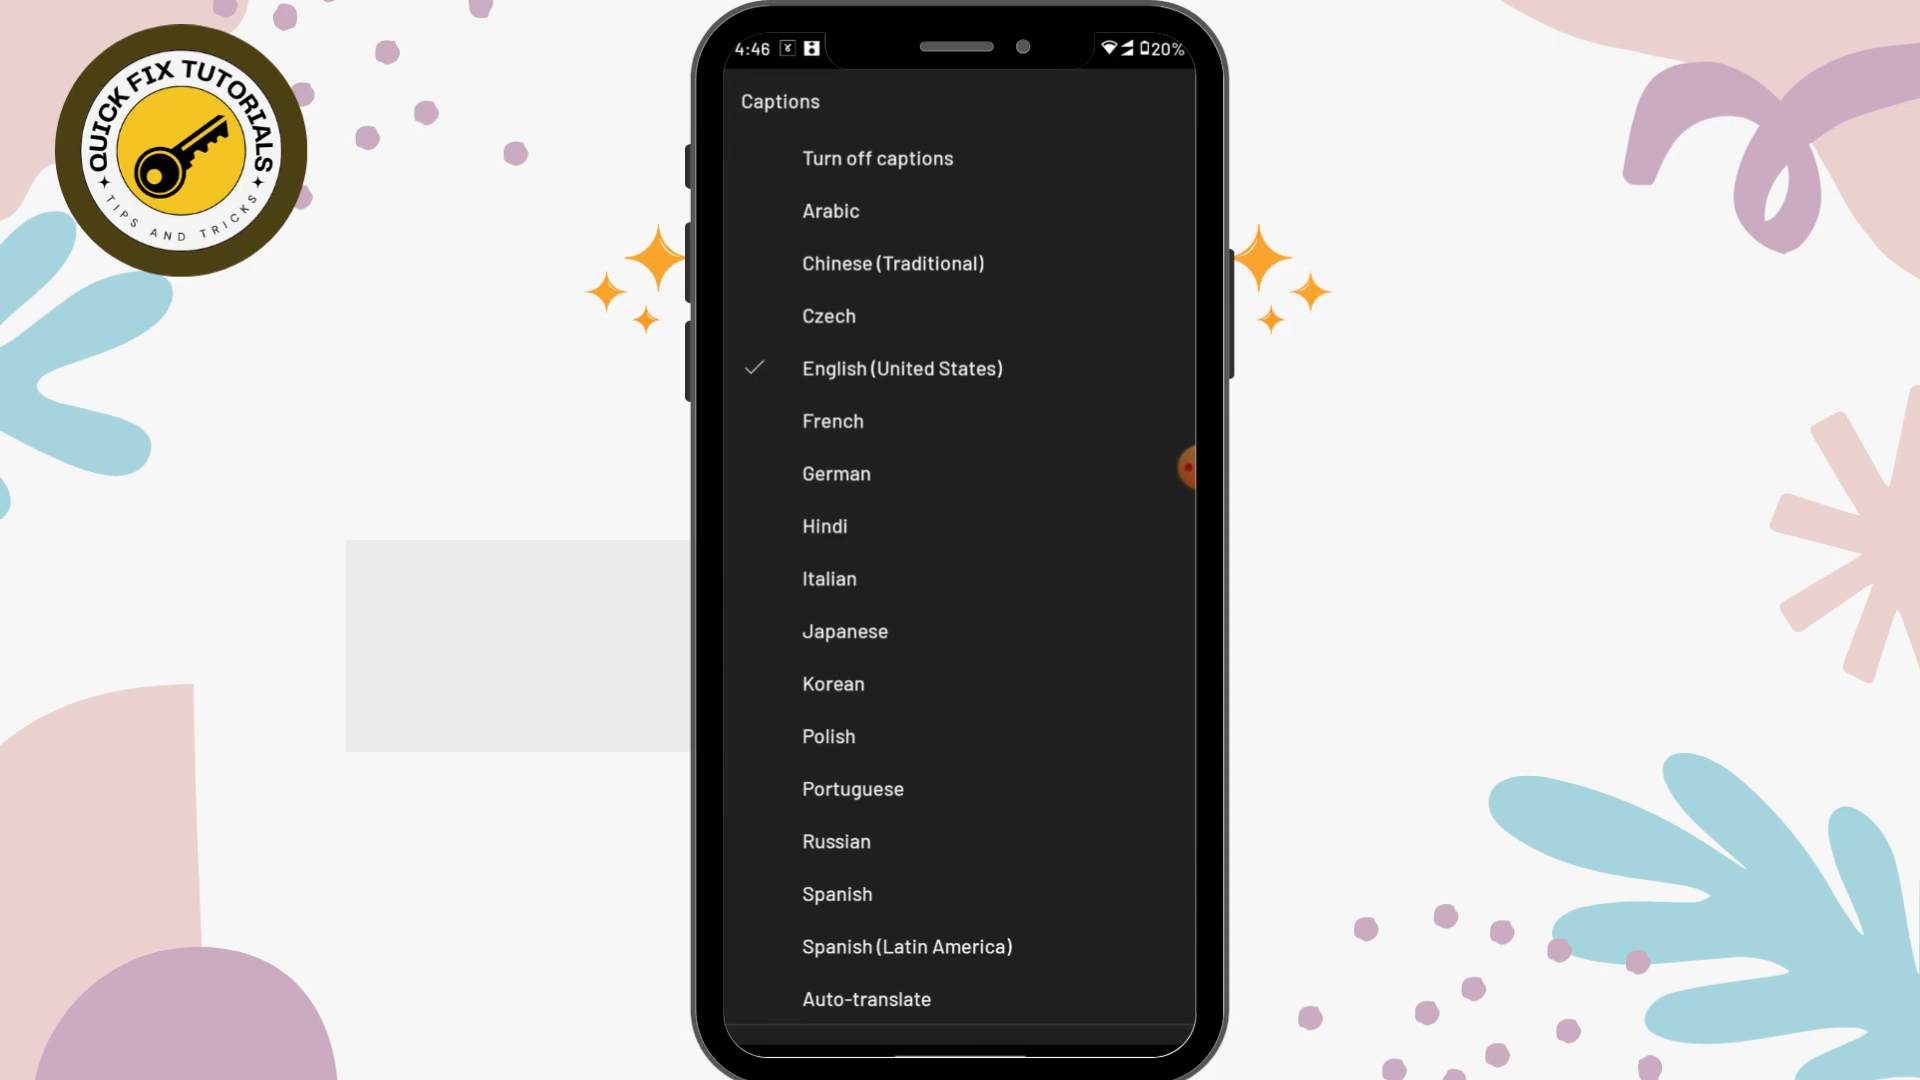 QUICK FIX TUTORIALS
TIPS AND TRICKS
4:46
20%
Captions
Turn off captions
Arabic
Chinese (Traditional)
Czech
English (United States)
French
German
Hindi
Italian
Japanese
Korean
Polish
Portuguese
Russian
Spanish
Spanish (Latin America)
Auto-translate